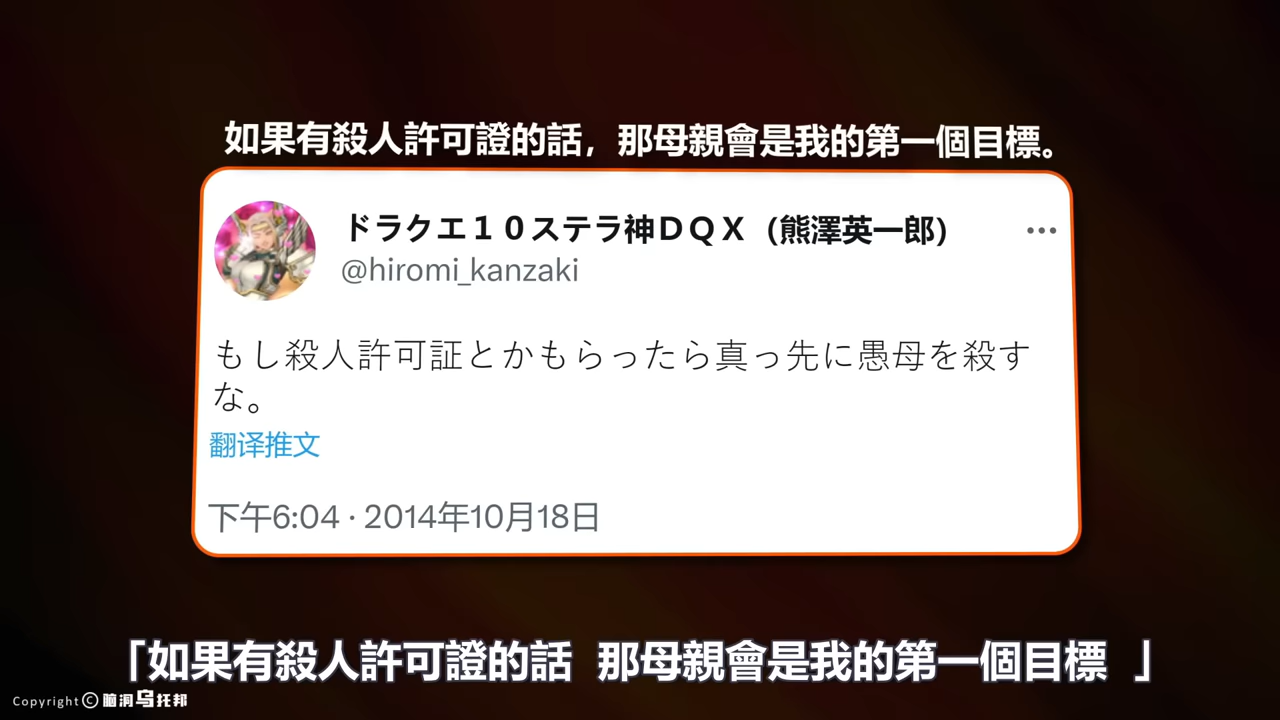 如果有殺人許可證的話，那母親會是我的第一個目標。
ドラクエ１０ステラ神ＤＱＸ（熊澤英一郎）
@hiromi_kanzaki
もし殺人許可証とかもらったら真っ先に愚母を殺す
な。
翻译推文
下午6:04 · 2014年10月18日
「如果有殺人許可證的話 那母親會是我的第一個目標 」
Copyright © 脑洞乌托邦